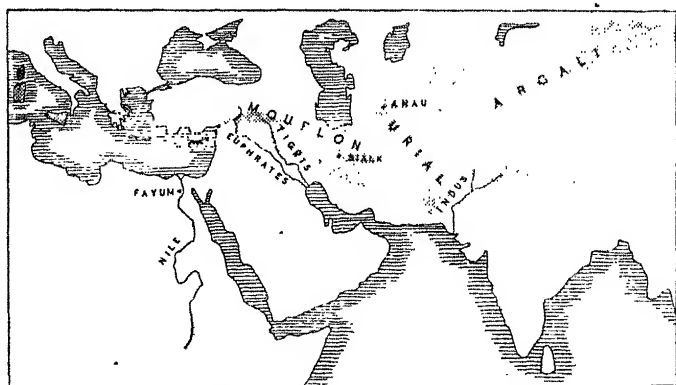 ARGALI
ANAU
MOUFLON
URIAL
TIGRIS
SIALK
EUPHRATES
INDUS
FAYUM
NILE